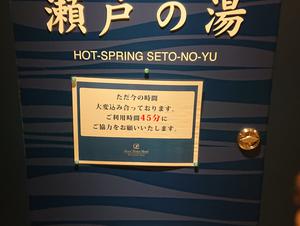 瀬戸の湯
HOT-SPRING SETO-NO-YU
ただ今の時間
大変込み合っております。
ご利用時間45分に
ご協力をお願いいたします。